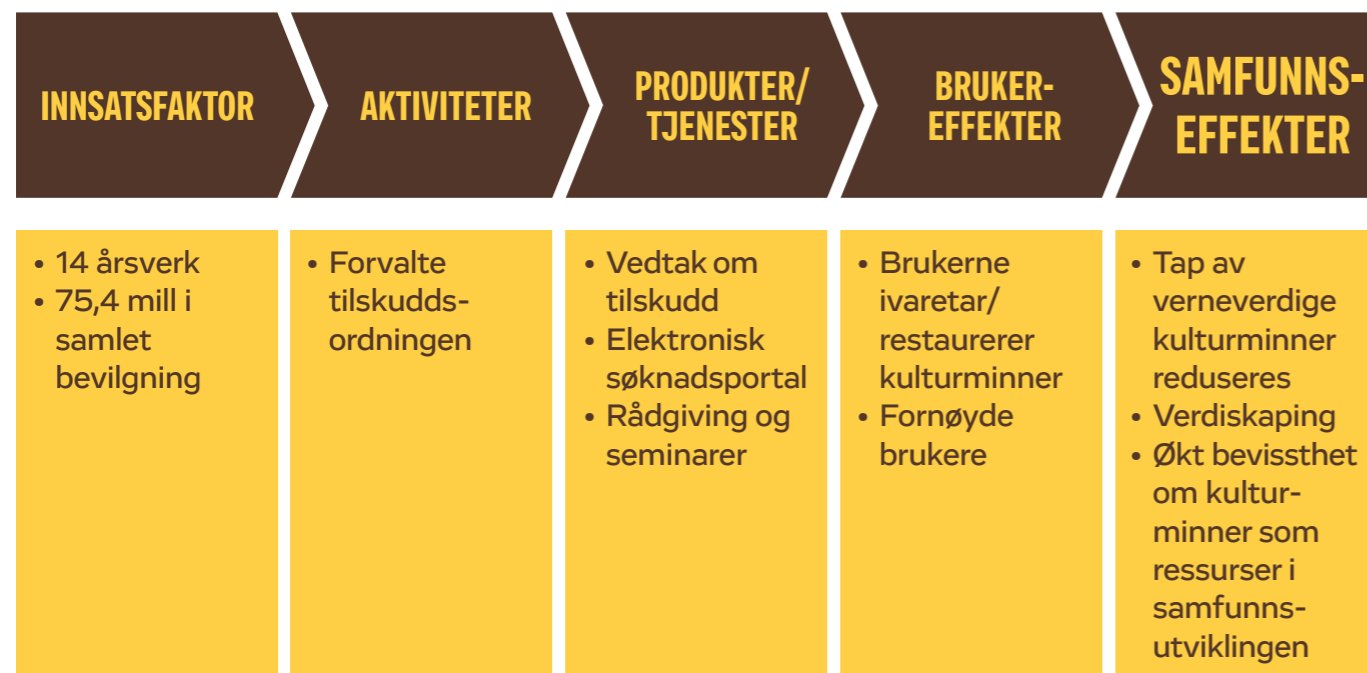 INNSATSFAKTOR
AKTIVITETER
PRODUKTER/
TJENESTER
BRUKER-
EFFEKTER
SAMFUNNS-
EFFEKTER
• 14 årsverk
• 75,4 mill i
samlet
bevilgning
• Forvalte
tilskudds-
ordningen
• Vedtak om
tilskudd
• Elektronisk
søknadsportal
• Rådgiving og
seminarer
• Brukerne
ivaretar/
restaurerer
kulturminner
• Fornøyde
brukere
• Tap av
verneverdige
kulturminner
reduseres
• Verdiskaping
• Økt bevissthet
om kultur-
minner som
ressurser i
samfunns-
utviklingen